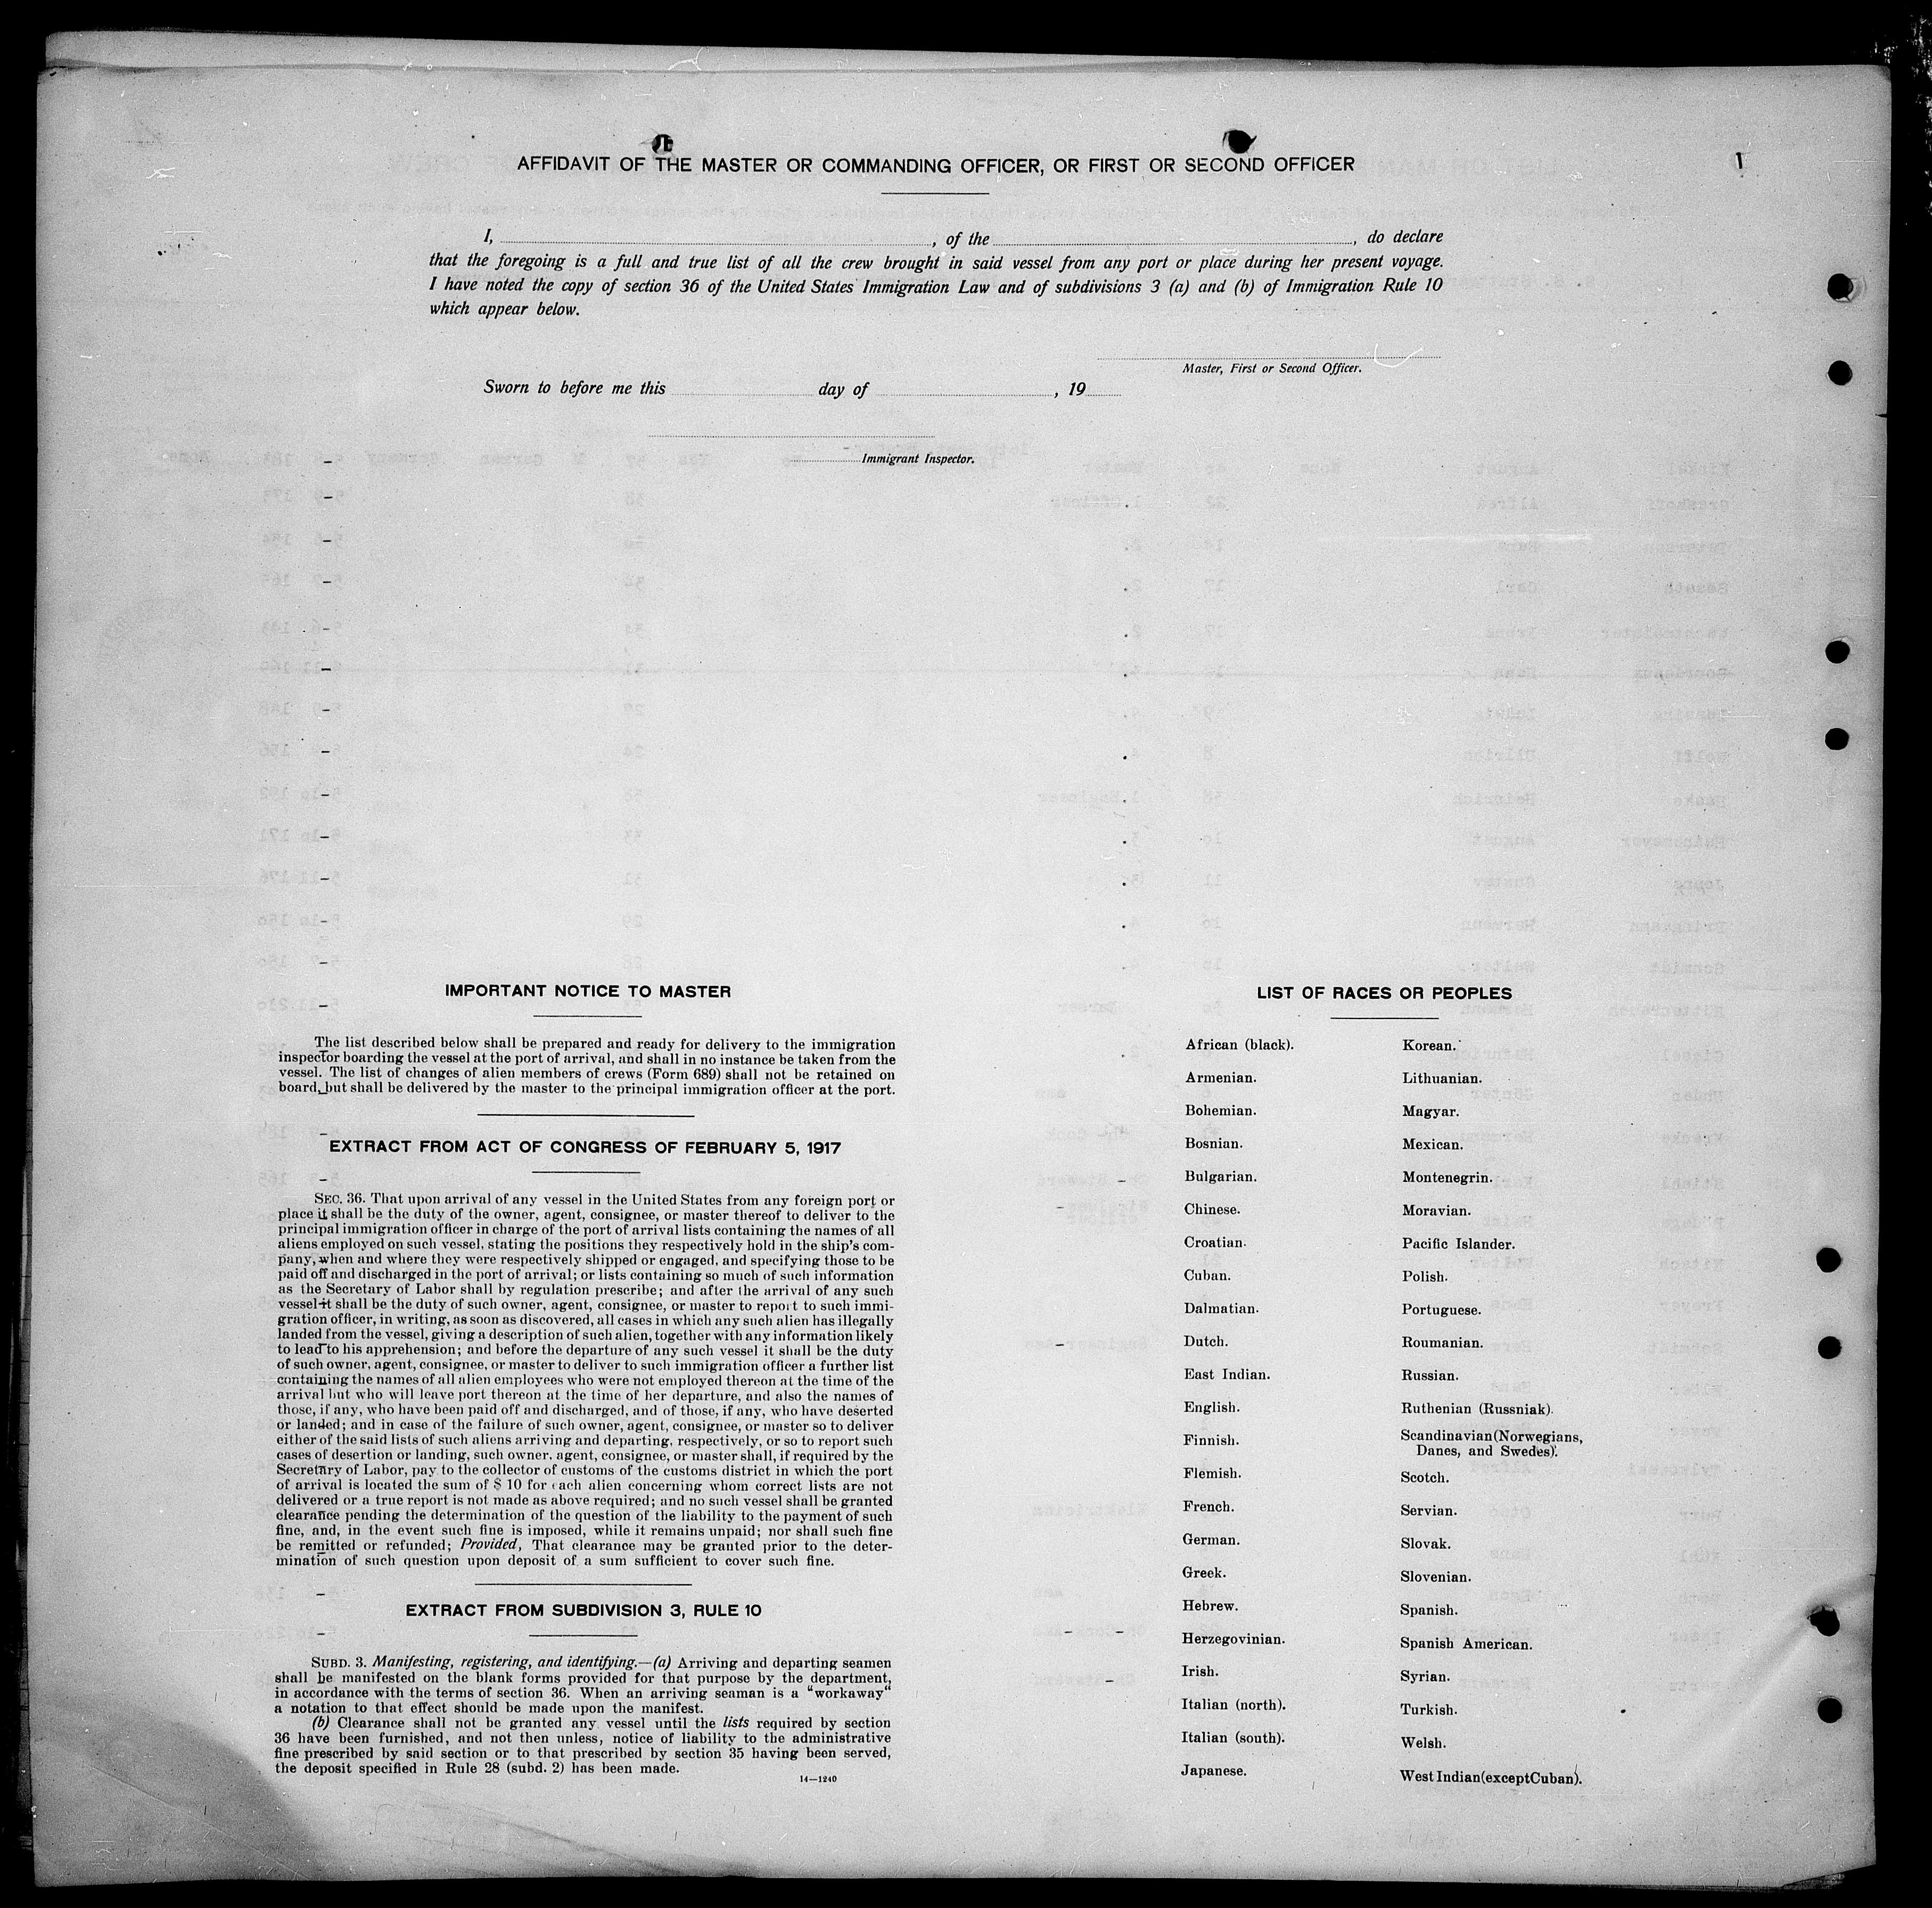 AFFIDAVIT OF THE MASTER OR COMMANDING OFFICER, OR FIRST OR SECOND OFFICER
1
I, , of the , do declare
that the foregoing is a full and true list of all the crew brought in said vessel from any port or place during her present voyage.
I have noted the copy of section 36 of the United States Immigration Law and of subdivisions 3 (a) and (b) of Immigration Rule 10
which appear below.
Master, First or Second Officer.
Sworn to before me this day of , 19
Immigrant Inspector.
IMPORTANT NOTICE TO MASTER
The list described below shall be prepared and ready for delivery to the immigration
inspector boarding the vessel at the port of arrival, and shall in no instance be taken from the
vessel. The list of changes of alien members of crews (Form 689) shall not be retained on
board, but shall be delivered by the master to the principal immigration officer at the port.
EXTRACT FROM ACT OF CONGRESS OF FEBRUARY 5, 1917
SEC. 36. That upon arrival of any vessel in the United States from any foreign port or
place it shall be the duty of the owner, agent, consignee, or master thereof to deliver to the
principal immigration officer in charge of the port of arrival lists containing the names of all
aliens employed on such vessel, stating the positions they respectively hold in the ship's com-
pany, when and where they were respectively shipped or engaged, and specifying those to be
paid off and discharged in the port of arrival; or lists containing so much of such information
as the Secretary of Labor shall by regulation prescribe; and after the arrival of any such
vessel it shall be the duty of such owner, agent, consignee, or master to report to such immi-
gration officer, in writing, as soon as discovered, all cases in which any such alien has illegally
landed from the vessel, giving a description of such alien, together with any information likely
to lead to his apprehension; and before the departure of any such vessel it shall be the duty
of such owner, agent, consignee, or master to deliver to such immigration officer a further list
containing the names of all alien employees who were not employed thereon at the time of the
arrival but who will leave port thereon at the time of her departure, and also the names of
those, if any, who have been paid off and discharged, and of those, if any, who have deserted
or landed; and in case of the failure of such owner, agent, consignee, or master so to deliver
either of the said lists of such aliens arriving and departing, respectively, or so to report such
cases of desertion or landing, such owner, agent, consignee, or master shall, if required by the
Secretary of Labor, pay to the collector of customs of the customs district in which the port
of arrival is located the sum of $ 10 for each alien concerning whom correct lists are not
delivered or a true report is not made as above required; and no such vessel shall be granted
clearance pending the determination of the question of the liability to the payment of such
fine, and, in the event such fine is imposed, while it remains unpaid; nor shall such fine
be remitted or refunded; Provided, That clearance may be granted prior to the deter-
mination of such question upon deposit of a sum sufficient to cover such fine.
EXTRACT FROM SUBDIVISION 3, RULE 10
SUBD. 3. Manifesting, registering, and identifying.—(a) Arriving and departing seamen
shall be manifested on the blank forms provided for that purpose by the department,
in accordance with the terms of section 36. When an arriving seaman is a "workaway"
a notation to that effect should be made upon the manifest.
(b) Clearance shall not be granted any vessel until the lists required by section
36 have been furnished, and not then unless, notice of liability to the administrative
fine prescribed by said section or to that prescribed by section 35 having been served,
the deposit specified in Rule 28 (subd. 2) has been made.
14—1240
LIST OF RACES OR PEOPLES
African (black).
Armenian.
Bohemian.
Bosnian.
Bulgarian.
Chinese.
Croatian.
Cuban.
Dalmatian.
Dutch.
East Indian.
English.
Finnish.
Flemish.
French.
German.
Greek.
Hebrew.
Herzegovinian.
Irish.
Italian (north).
Italian (south).
Japanese.
Korean.
Lithuanian.
Magyar.
Mexican.
Montenegrin.
Moravian.
Pacific Islander.
Polish.
Portuguese.
Roumanian.
Russian.
Ruthenian (Russniak).
Scandinavian (Norwegians,
Danes, and Swedes).
Scotch.
Servian.
Slovak.
Slovenian.
Spanish.
Spanish American.
Syrian.
Turkish.
Welsh.
West Indian (except Cuban).